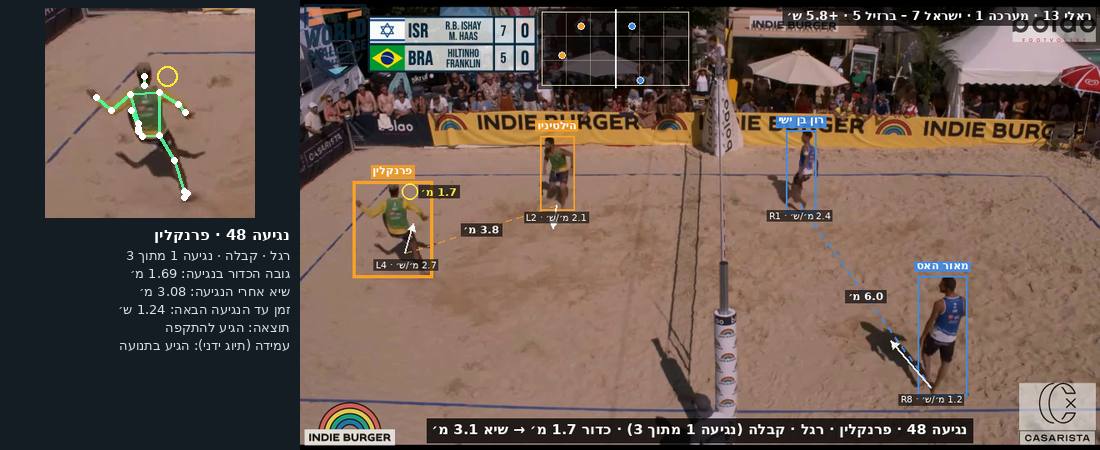 ראלי 13 · מערכה 1 · ישראל 7 – ברזיל 5 · +5.8 ש׳
ISR R.B. ISHAY M. HAAS 7 0
BRA HILTINHO FRANKLIN 5 0
INDIE BURGER
INDIE BURGER
INDIE BURG
bolao
CASARISTA
הילטיניו
רון בן ישי
פרנקלין
1.7 מ׳
L2 · 2.1 מ׳/ש׳
R1 · 2.4 מ׳/ש׳
3.8 מ׳
L4 · 2.7 מ׳/ש׳
מאור האס
6.0 מ׳
R8 · 1.2 מ׳/ש׳
נגיעה 48 · פרנקלין
רגל · קבלה · נגיעה 1 מתוך 3
גובה הכדור בנגיעה: 1.69 מ׳
שיא אחרי הנגיעה: 3.08 מ׳
זמן עד הנגיעה הבאה: 1.24 ש׳
תוצאה: הגיע להתקפה
עמידה (תיוג ידני): הגיע בתנועה
נגיעה 48 · פרנקלין · רגל · קבלה (נגיעה 1 מתוך 3) · כדור 1.7 מ׳ → שיא 3.1 מ׳
INDIE BURGER
CASARISTA